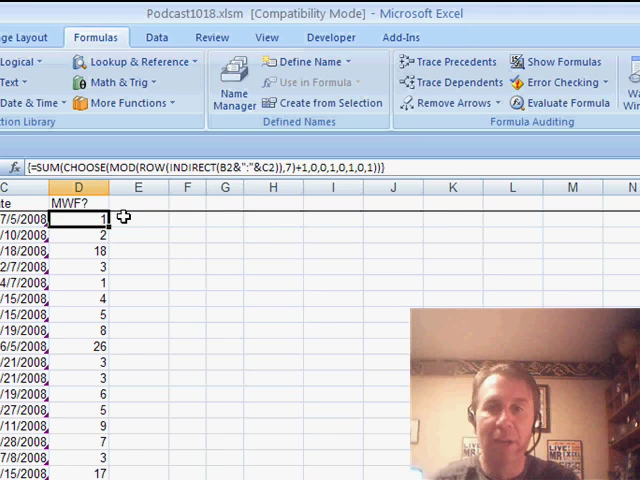 Podcast1018.xlsm [Compatibility Mode] - Microsoft Excel
ge Layout Formulas Data Review View Developer Add-Ins
Logical Lookup & Reference Define Name Trace Precedents Show Formulas
Text Math & Trig Use in Formula Trace Dependents Error Checking
Date & Time More Functions Name Manager Create from Selection Remove Arrows Evaluate Formula
ction Library Defined Names Formula Auditing
fx {=SUM(CHOOSE(MOD(ROW(INDIRECT(B2&":"&C2)),7)+1,0,0,1,0,1,0,1))}
C D E F G H I J K L M N
te MWF?
7/5/2008 1
/10/2008 2
/18/2008 18
2/7/2008 3
4/7/2008 1
/15/2008 4
/15/2008 5
/19/2008 8
6/5/2008 26
/21/2008 3
/21/2008 3
/19/2008 6
/27/2008 5
/11/2008 9
/28/2008 7
7/8/2008 3
/15/2008 17